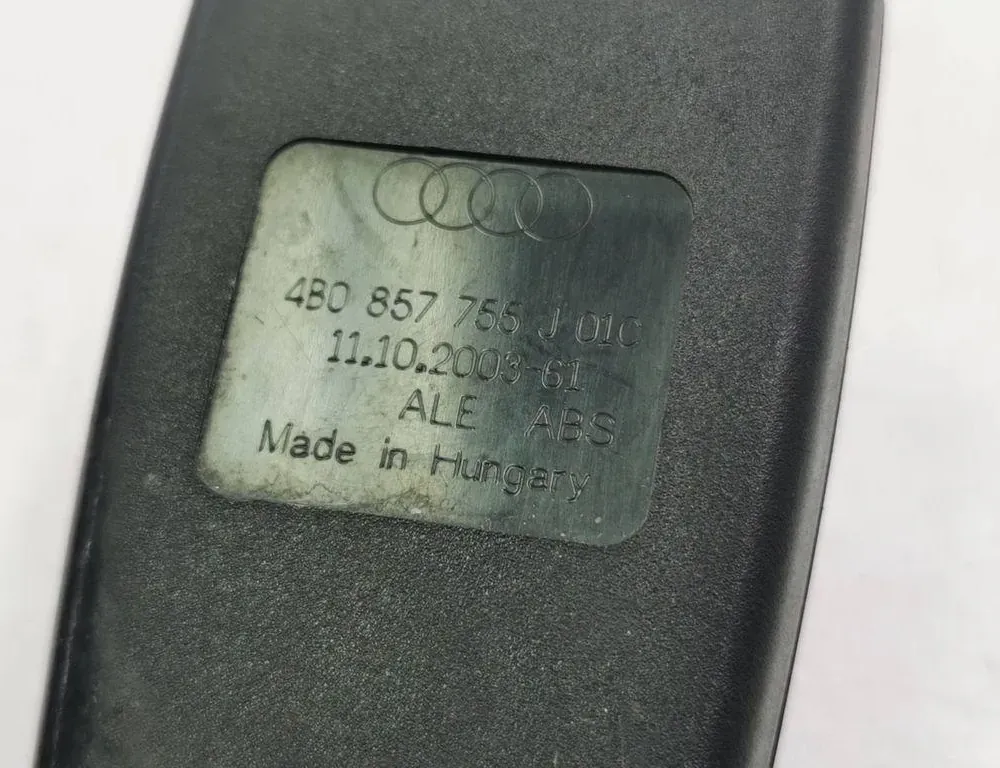 4B0 857 755 J 01C
11.10.2003-61
ALE ABS
Made in Hungary